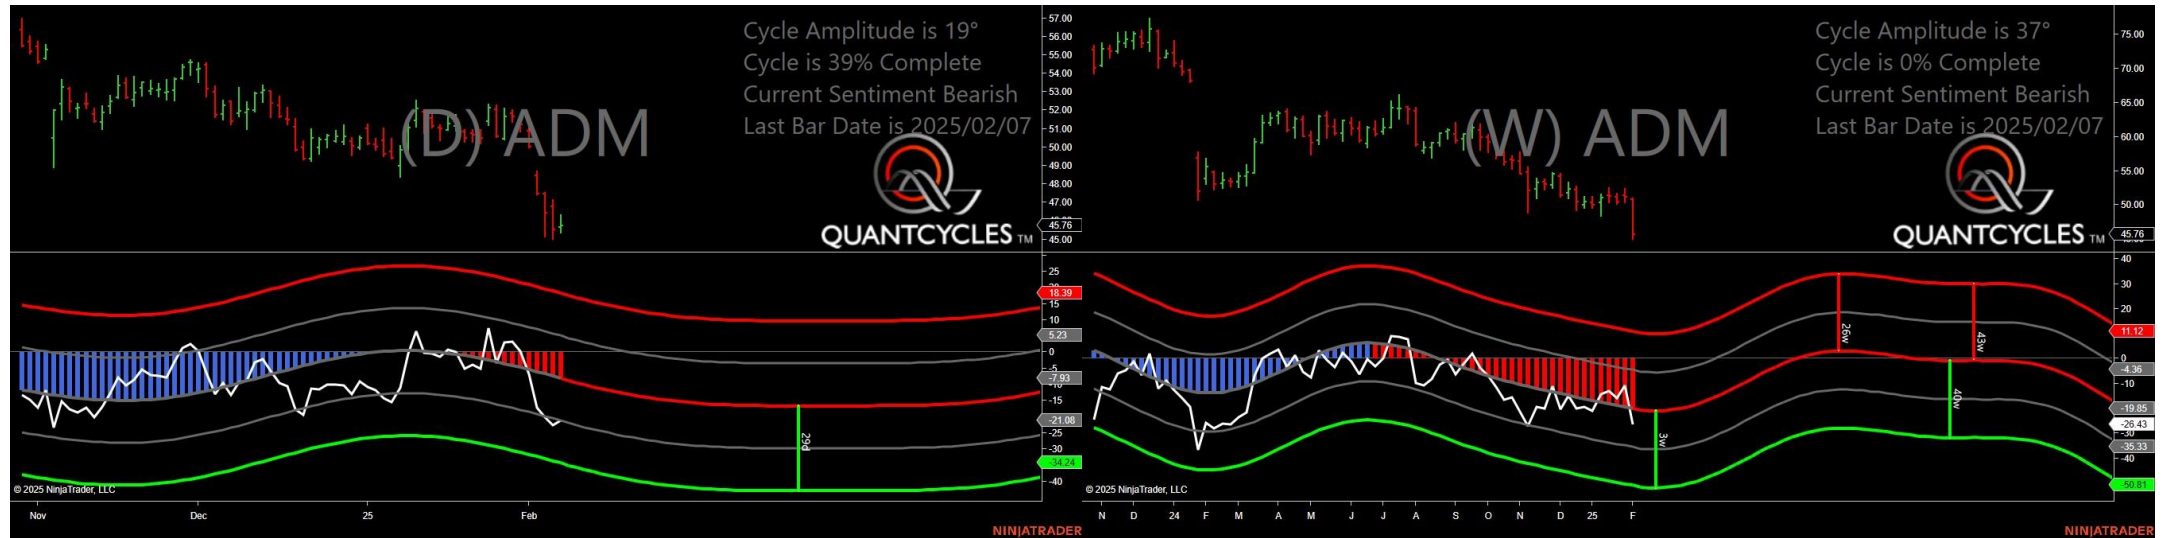 Cycle Amplitude is 19°
Cycle is 39% Complete
Current Sentiment Bearish
Last Bar Date is 2025/02/07
(D) ADM
QUANTCYCLES TM
57.00
56.00
55.00
54.00
53.00
52.00
51.00
50.00
49.00
48.00
47.00
45.76
45.00
25
18.39
15
10
5.23
0
-5
-7.93
-15
-21.08
-25
-30
-34.24
-40
29d
© 2025 NinjaTrader, LLC
Nov Dec 25 Feb
NINJATRADER
Cycle Amplitude is 37°
Cycle is 0% Complete
Current Sentiment Bearish
Last Bar Date is 2025/02/07
(W) ADM
QUANTCYCLES TM
75.00
70.00
65.00
60.00
55.00
50.00
45.76
40
30
20
11.12
0
-4.36
-10
-19.85
-26.43
-30
-35.33
-40
-50.81
26w
43w
40w
3w
© 2025 NinjaTrader, LLC
N D 24 F M A M J J A S O N D 25 F
NINJATRADER